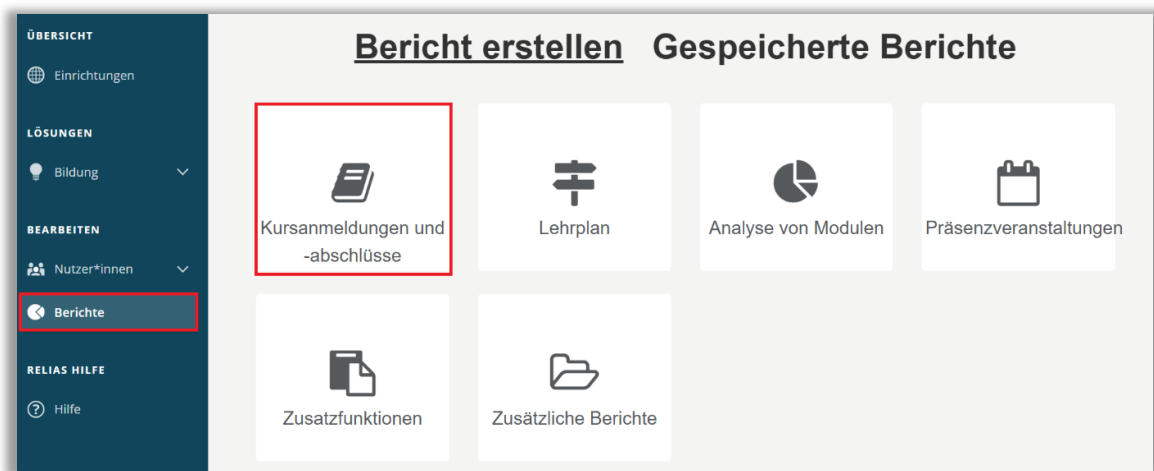 ÜBERSICHT
Einrichtungen
LÖSUNGEN
Bildung
BEARBEITEN
Nutzer*innen
Berichte
RELIAS HILFE
Hilfe
Bericht erstellen Gespeicherte Berichte
Kursanmeldungen und
-abschlüsse
Lehrplan
Analyse von Modulen
Präsenzveranstaltungen
Zusatzfunktionen
Zusätzliche Berichte